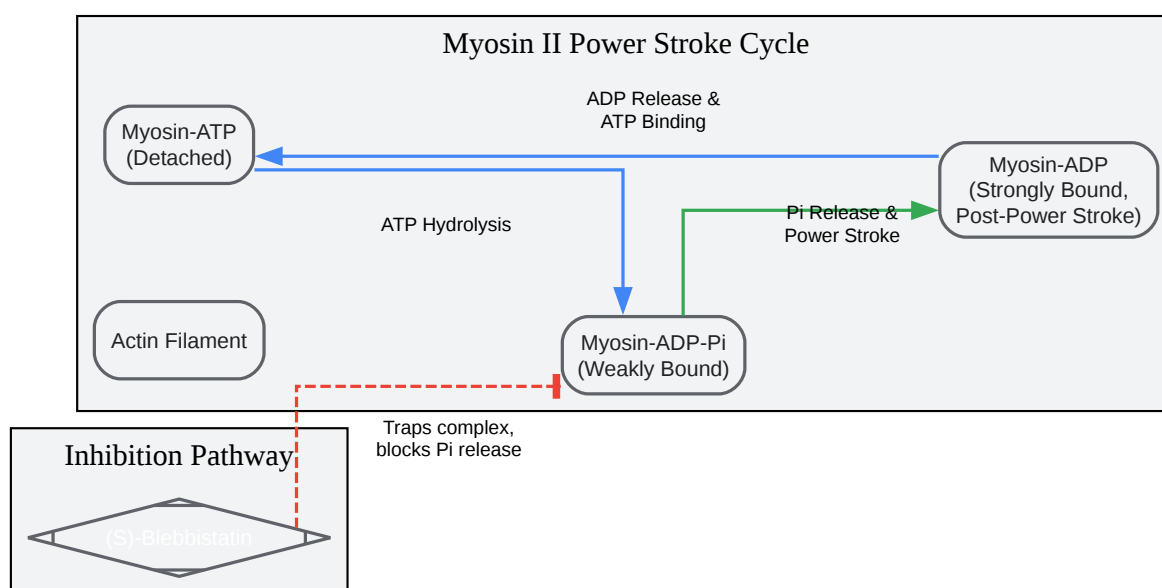 Myosin II Power Stroke Cycle
ADP Release &
ATP Binding
Myosin-ATP
(Detached)
Myosin-ADP
(Strongly Bound,
Post-Power Stroke)
ATP Hydrolysis
Pi Release &
Power Stroke
Actin Filament
Myosin-ADP-Pi
(Weakly Bound)
Traps complex,
blocks Pi release
Inhibition Pathway
(S)-Blebbistatin